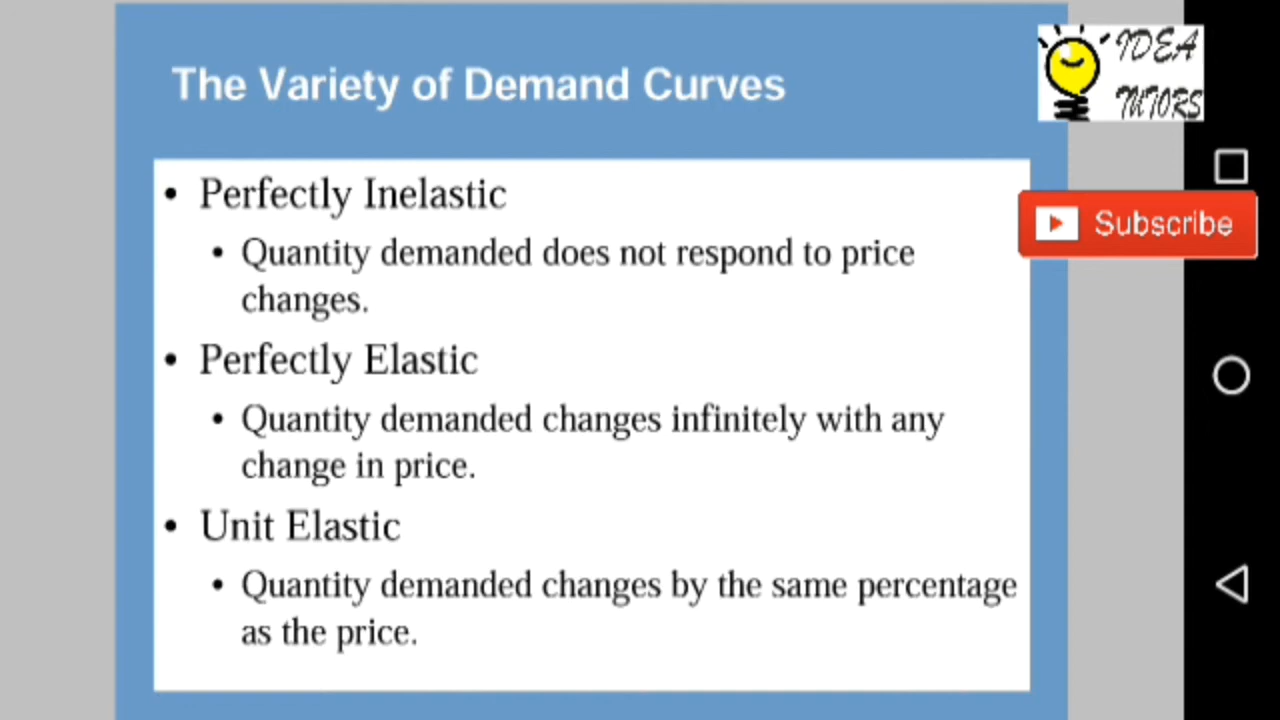 The Variety of Demand Curves
IDEA
TUTORS
Subscribe
• Perfectly Inelastic
• Quantity demanded does not respond to price
changes.
• Perfectly Elastic
• Quantity demanded changes infinitely with any
change in price.
• Unit Elastic
• Quantity demanded changes by the same percentage
as the price.